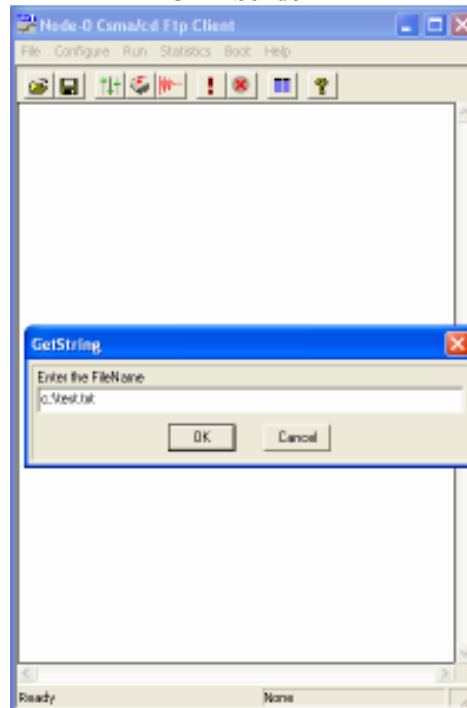 Node-0 Csma/cd Ftp Client
File Configure Run Statistics Boot Help
GetString
Enter the FileName
c:\test.txt
OK Cancel
Ready None